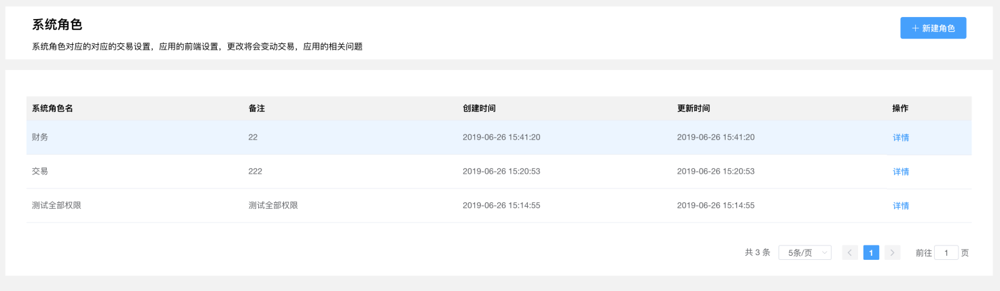 系统角色
+ 新建角色
系统角色对应的对应的交易设置，应用的前端设置，更改将会变动交易，应用的相关问题
系统角色名 备注 创建时间 更新时间 操作
财务 22 2019-06-26 15:41:20 2019-06-26 15:41:20 详情
交易 222 2019-06-26 15:20:53 2019-06-26 15:20:53 详情
测试全部权限 测试全部权限 2019-06-26 15:14:55 2019-06-26 15:14:55 详情
共 3 条 5条/页 1 前往 1 页